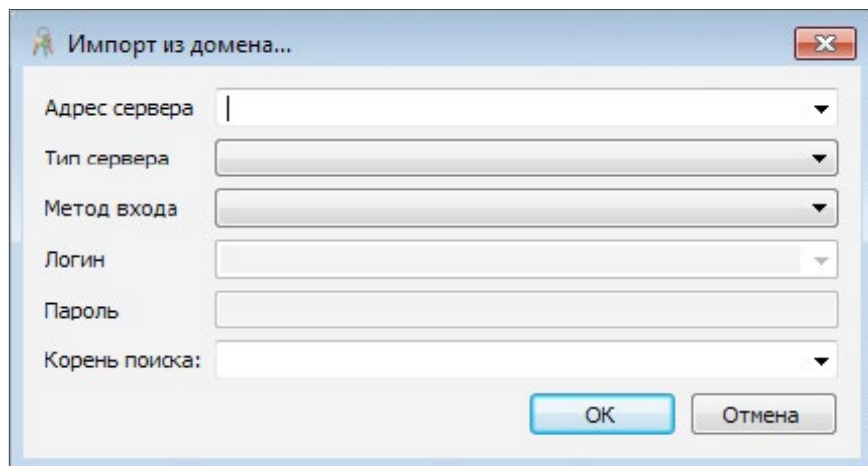 Импорт из домена...
Адрес сервера
Тип сервера
Метод входа
Логин
Пароль
Корень поиска:
ОК Отмена